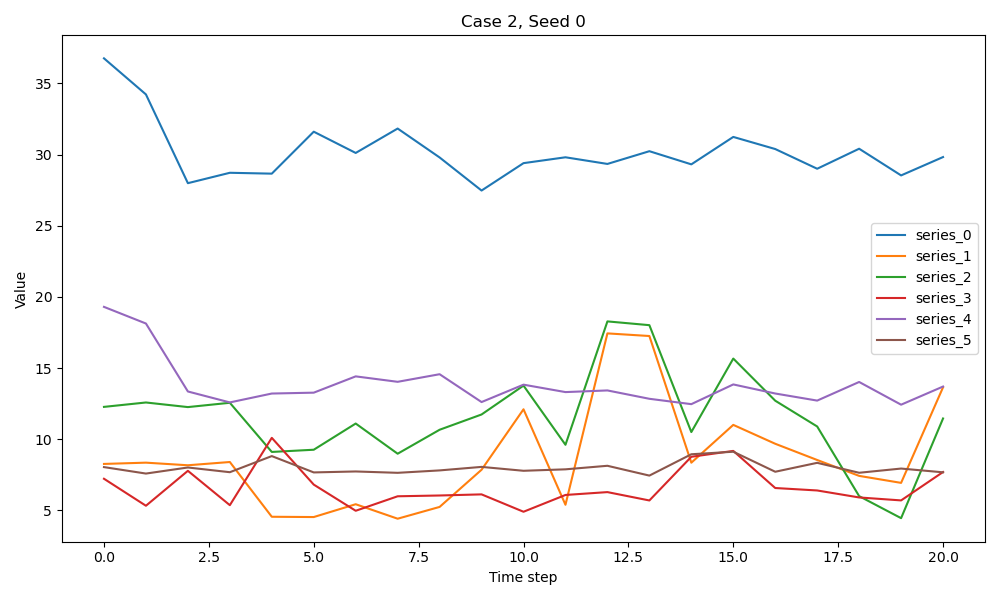 Case 2, Seed 0
Value
35
30
25
20
15
10
5
series_0
series_1
series_2
series_3
series_4
series_5
0.0 2.5 5.0 7.5 10.0 12.5 15.0 17.5 20.0
Time step